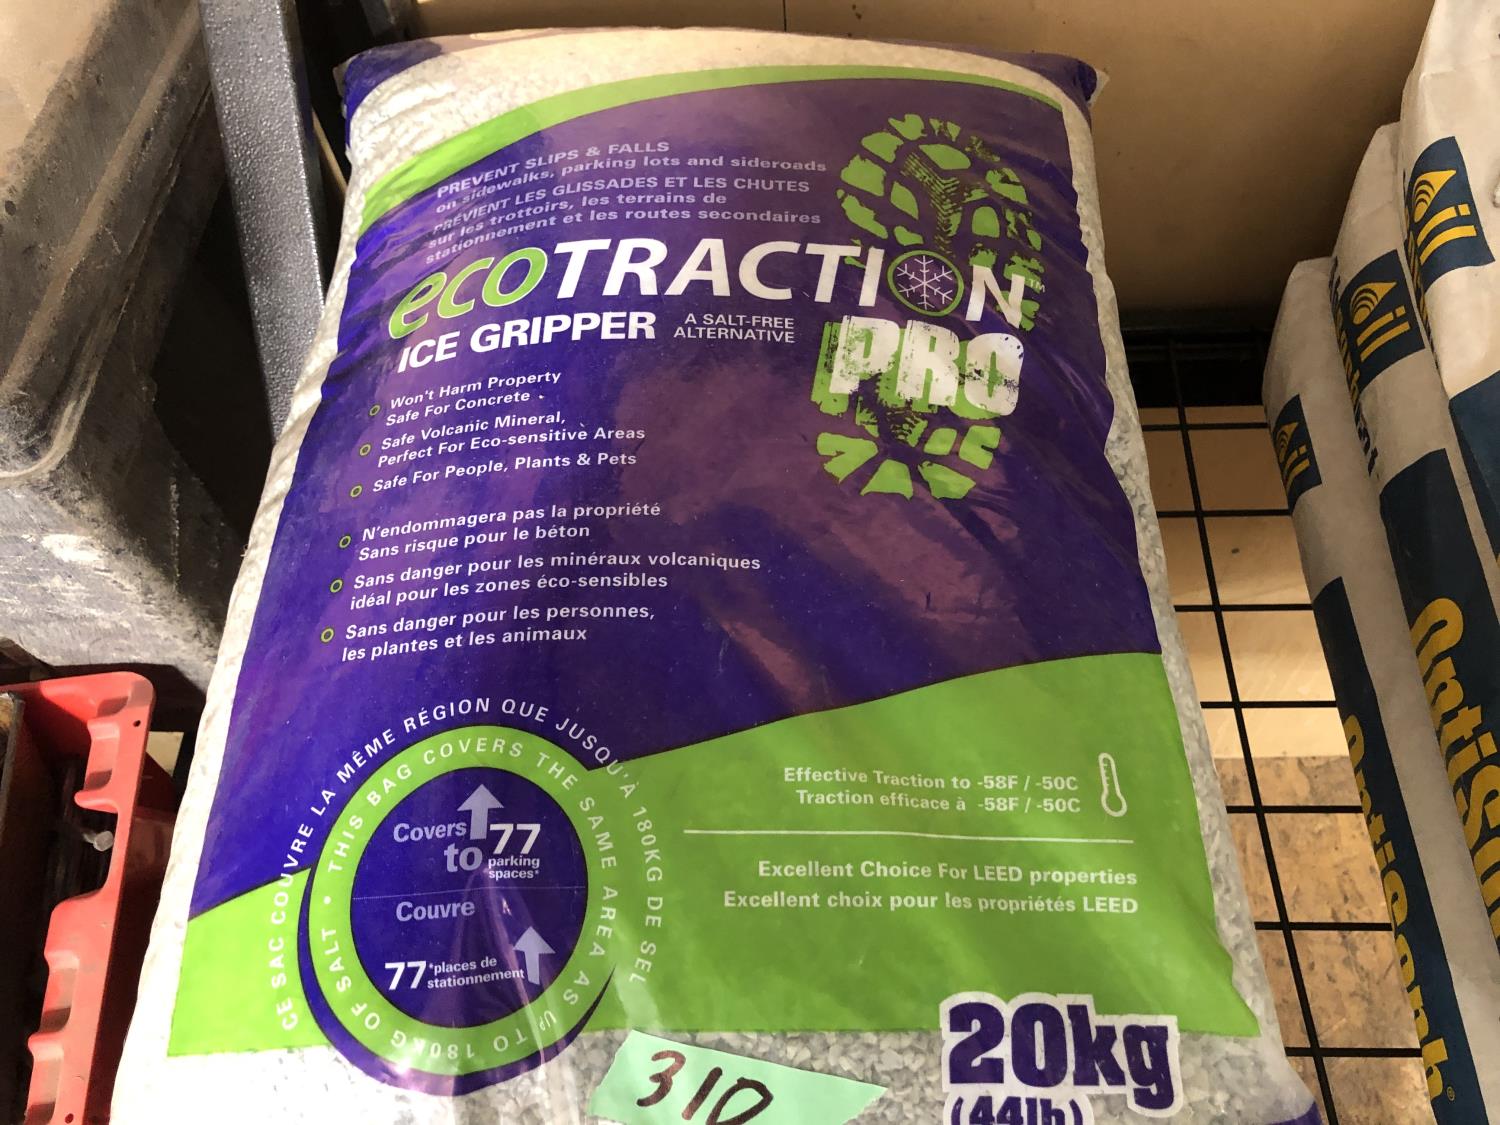 PREVENT SLIPS & FALLS
on sidewalks, parking lots and sideroads
PRÉVIENT LES GLISSADES ET LES CHUTES
sur les trottoirs, les terrains de
stationnement et les routes secondaires
ecoTRACTION™
PRO
ICE GRIPPER
A SALT-FREE
ALTERNATIVE
Won't Harm Property
Safe For Concrete
Safe Volcanic Mineral,
Perfect For Eco-sensitive Areas
Safe For People, Plants & Pets
N'endommagera pas la propriété
Sans risque pour le béton
Sans danger pour les minéraux volcaniques
idéal pour les zones éco-sensibles
Sans danger pour les personnes,
les plantes et les animaux
CE SAC COUVRE LA MÊME RÉGION QUE JUSQU'À 180KG DE SEL
THIS BAG COVERS THE SAME AREA AS UP TO 180KG OF SALT •
Covers
to 77
parking
spaces*
Couvre
77 *places de
stationnement
Effective Traction to -58F / -50C
Traction efficace à -58F / -50C
Excellent Choice For LEED properties
Excellent choix pour les propriétés LEED
20kg
(44lb)
310
oil
oil
oil
OptiSorb®
OptiSorb